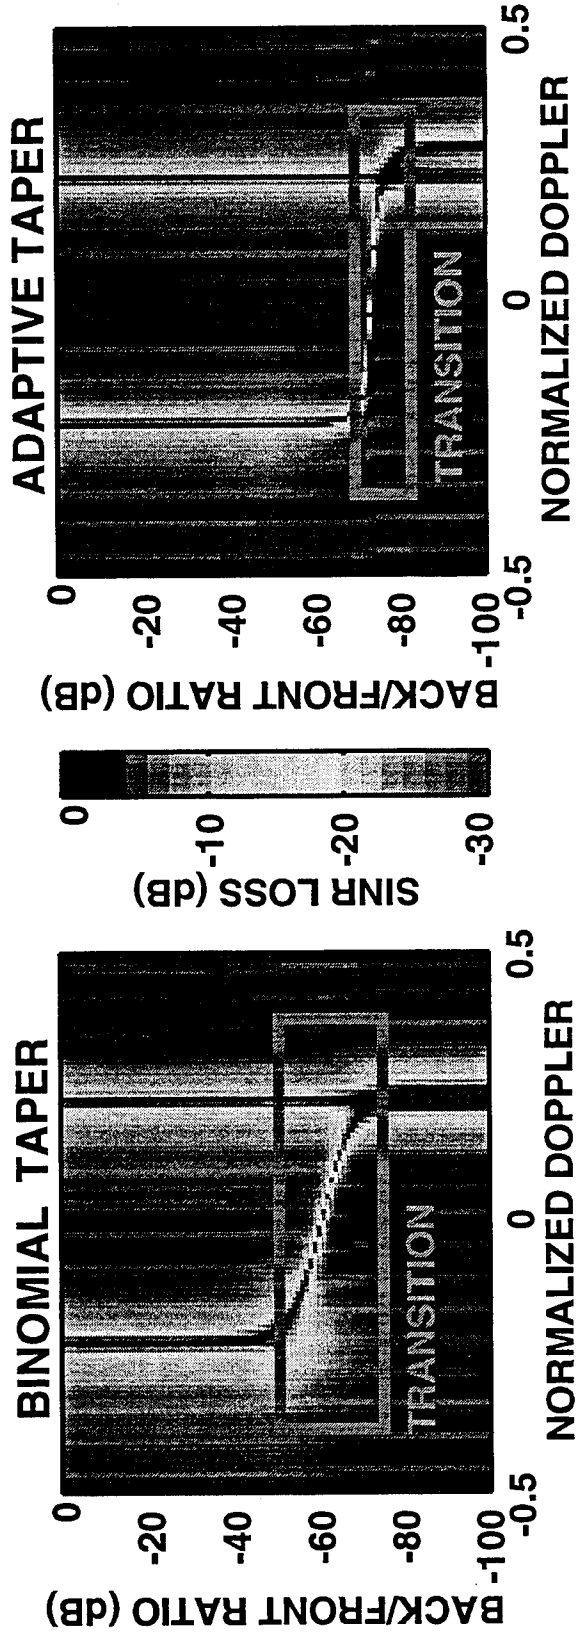 BINOMIAL TAPER
BACK/FRONT RATIO (dB)
0
-20
-40
-60
-80
-100
TRANSITION
-0.5
0
0.5
NORMALIZED DOPPLER
SINR LOSS (dB)
0
-10
-20
-30
ADAPTIVE TAPER
BACK/FRONT RATIO (dB)
0
-20
-40
-60
-80
-100
TRANSITION
-0.5
0
0.5
NORMALIZED DOPPLER